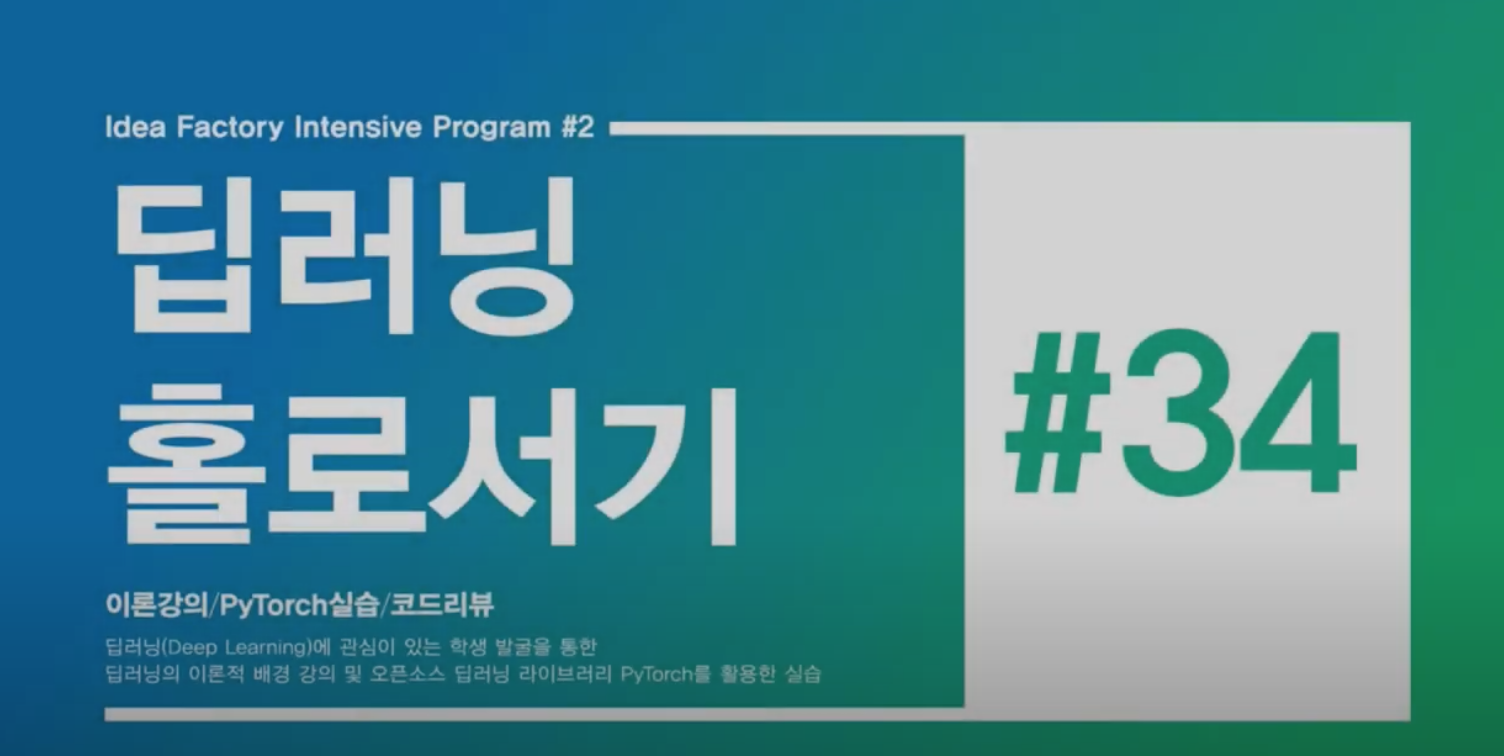 Idea Factory Intensive Program #2
딥러닝
홀로서기
#34
이론강의/PyTorch실습/코드리뷰
딥러닝(Deep Learning)에 관심이 있는 학생 발굴을 통한
딥러닝의 이론적 배경 강의 및 오픈소스 딥러닝 라이브러리 PyTorch를 활용한 실습